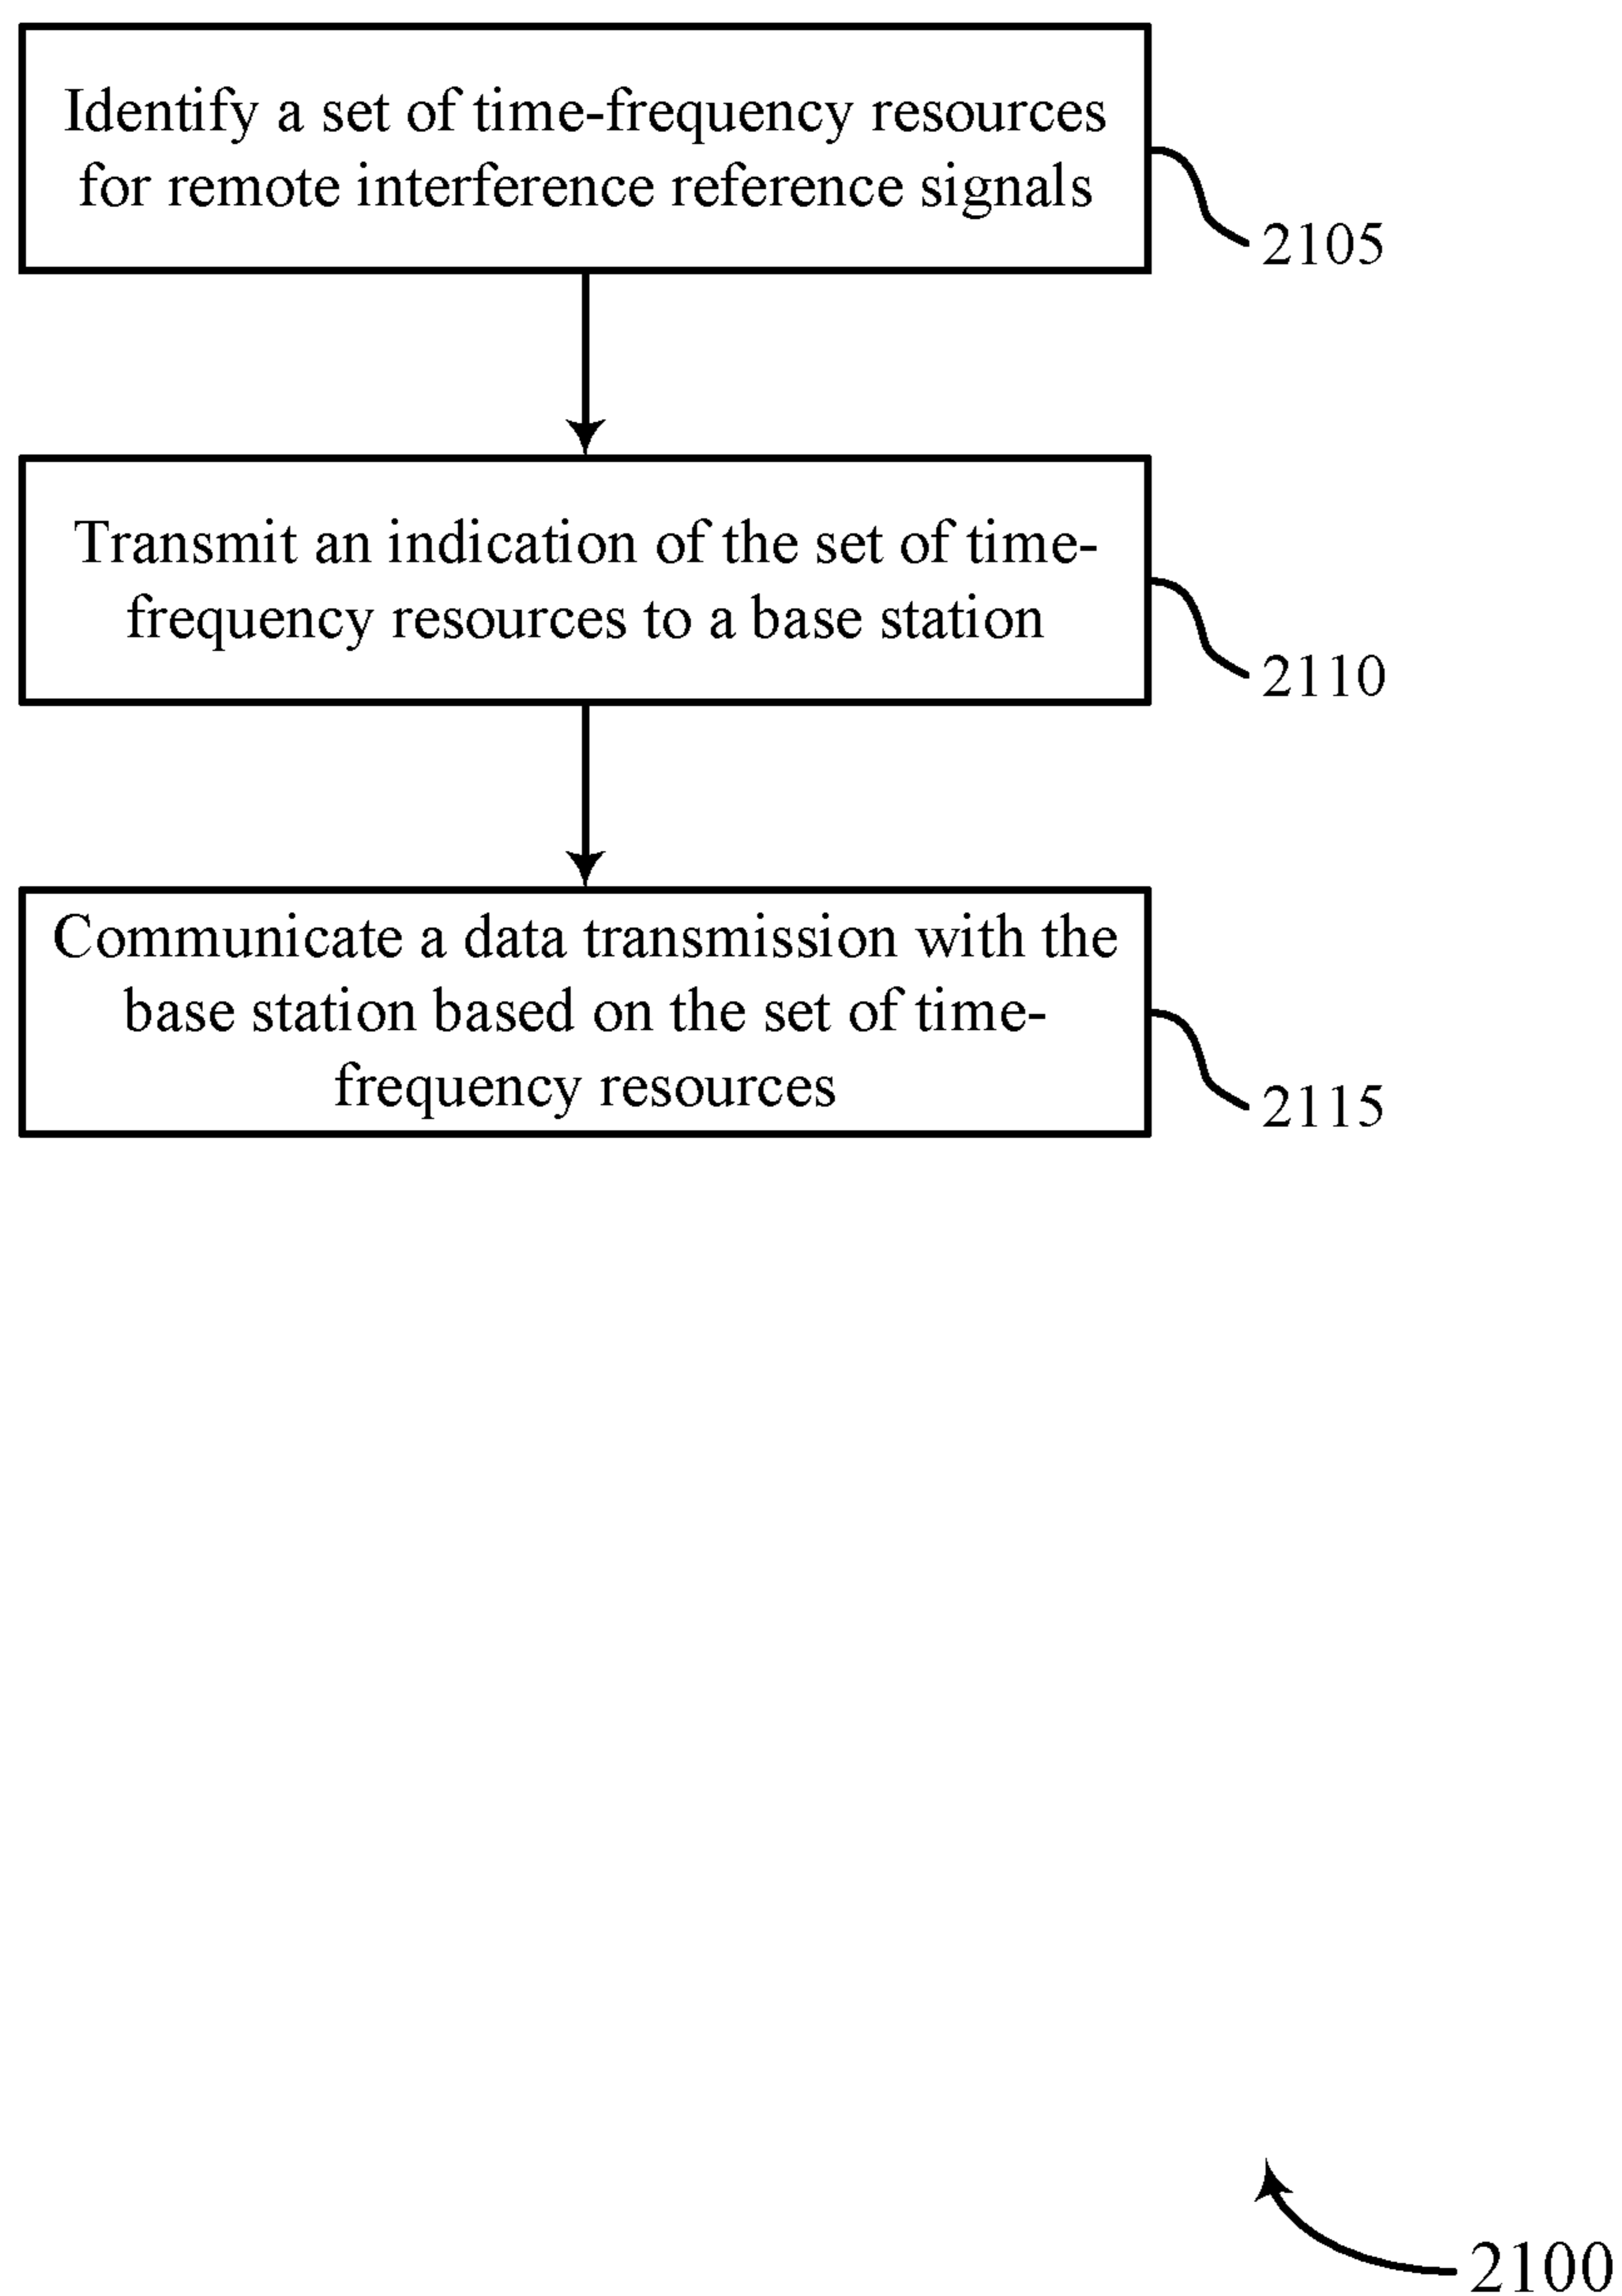 Identify a set of time-frequency resources
for remote interference reference signals
2105
Transmit an indication of the set of time-
frequency resources to a base station
2110
Communicate a data transmission with the
base station based on the set of time-
frequency resources
2115
2100